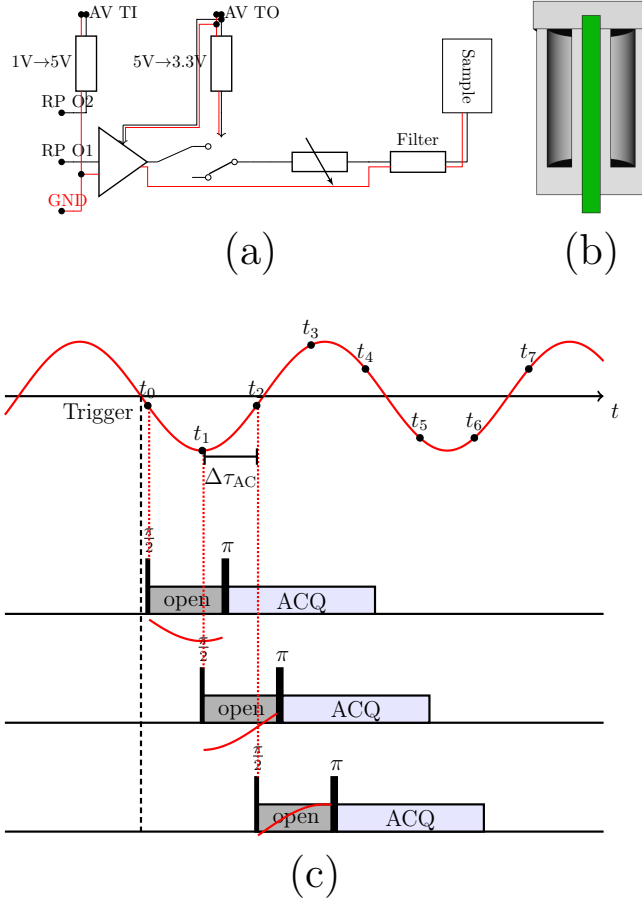 AV TI
AV TO
1V→5V
5V→3.3V
RP O2
RP O1
GND
Filter
Sample
(a)
(b)
t₀
t₁
t₂
t₃
t₄
t₅
t₆
t₇
t
Trigger
Δτ_AC
π/2
open
π
ACQ
π/2
open
π
ACQ
π/2
open
π
ACQ
(c)